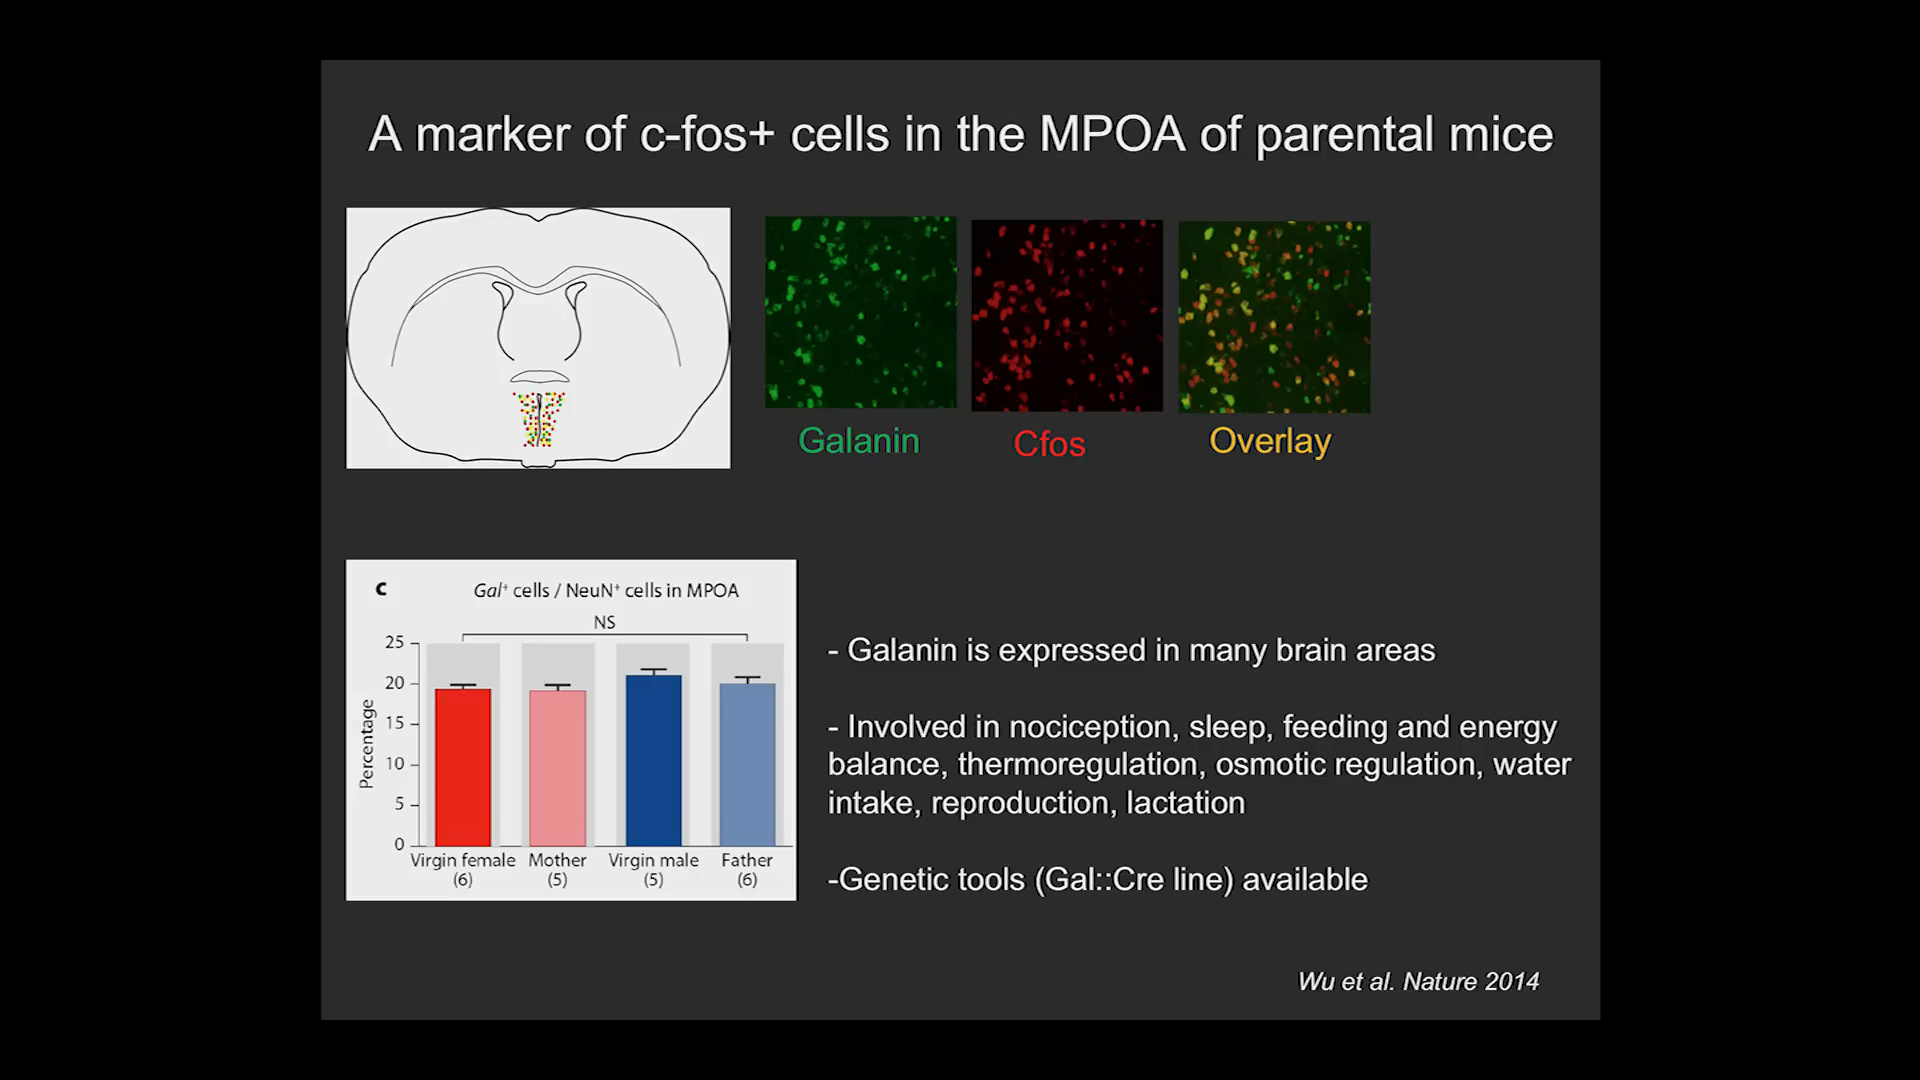 A marker of c-fos+ cells in the MPOA of parental mice
Galanin
Cfos
Overlay
c
Gal⁺ cells / NeuN⁺ cells in MPOA
NS
25
20
15
10
5
0
Percentage
Virgin female
(6)
Mother
(5)
Virgin male
(5)
Father
(6)
- Galanin is expressed in many brain areas
- Involved in nociception, sleep, feeding and energy
balance, thermoregulation, osmotic regulation, water
intake, reproduction, lactation
-Genetic tools (Gal::Cre line) available
Wu et al. Nature 2014